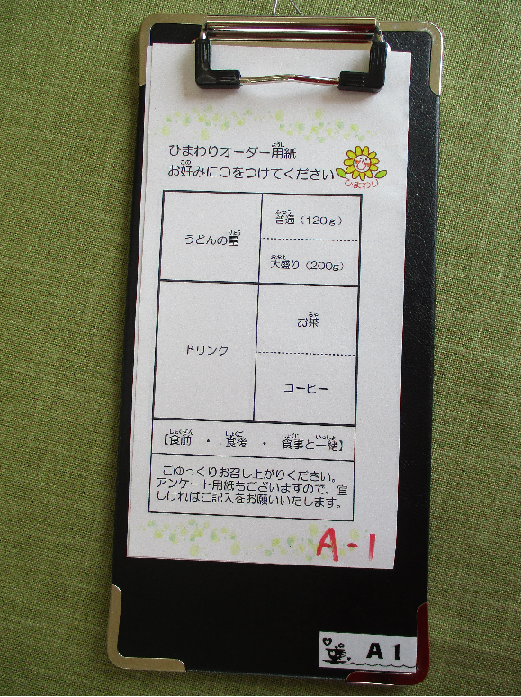 ひまわりオーダー用紙
お好みに○をつけてください
ひまわり
うどんの量
普通(120g)
大盛り(200g)
ドリンク
お茶
コーヒー
【食前・食後・食事と一緒】
ごゆっくりお召し上がりください。
アンケート用紙もございますので、宜
しければご記入をお願いいたします。
A-1
A1